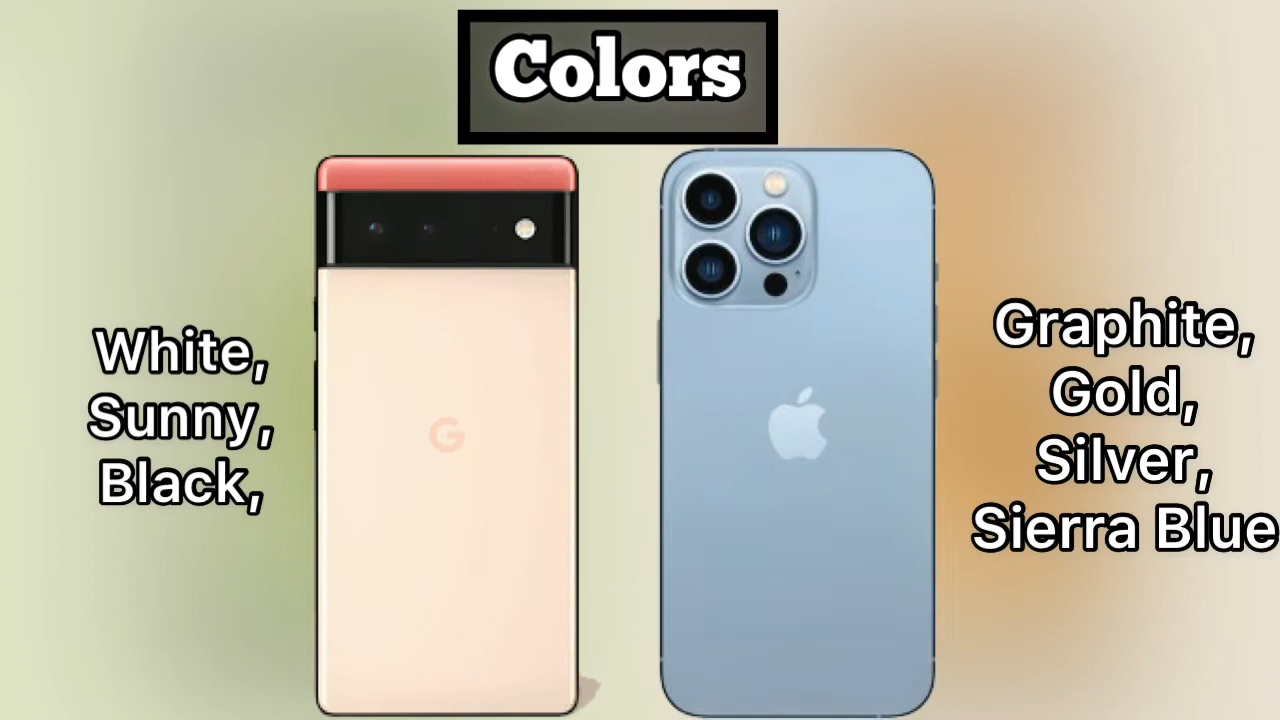 Colors
White,
Sunny,
Black,
G
Graphite,
Gold,
Silver,
Sierra Blue